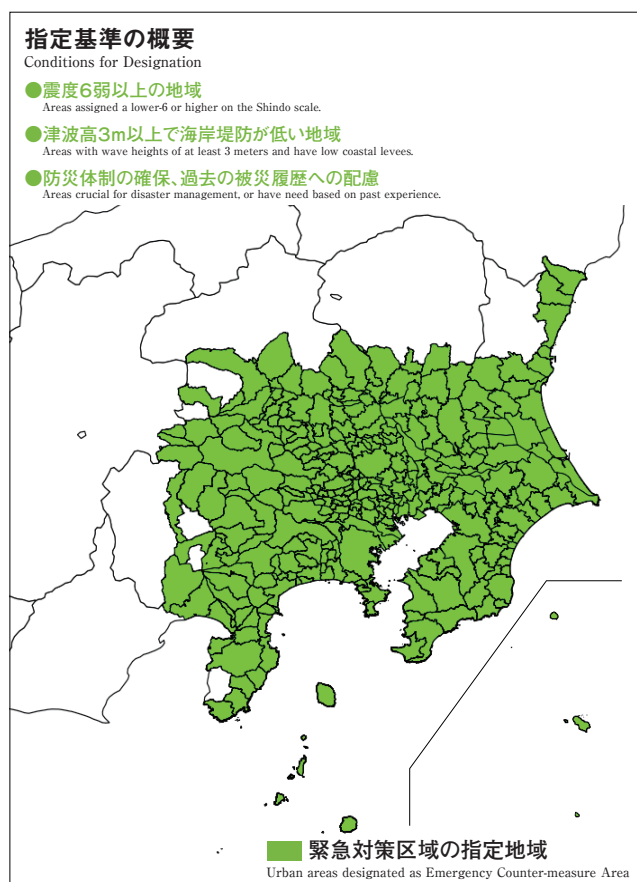 指定基準の概要
Conditions for Designation
●震度6弱以上の地域
Areas assigned a lower-6 or higher on the Shindo scale.
●津波高3m以上で海岸堤防が低い地域
Areas with wave heights of at least 3 meters and have low coastal levees.
●防災体制の確保、過去の被災履歴への配慮
Areas crucial for disaster management, or have need based on past experience.
緊急対策区域の指定地域
Urban areas designated as Emergency Counter-measure Area